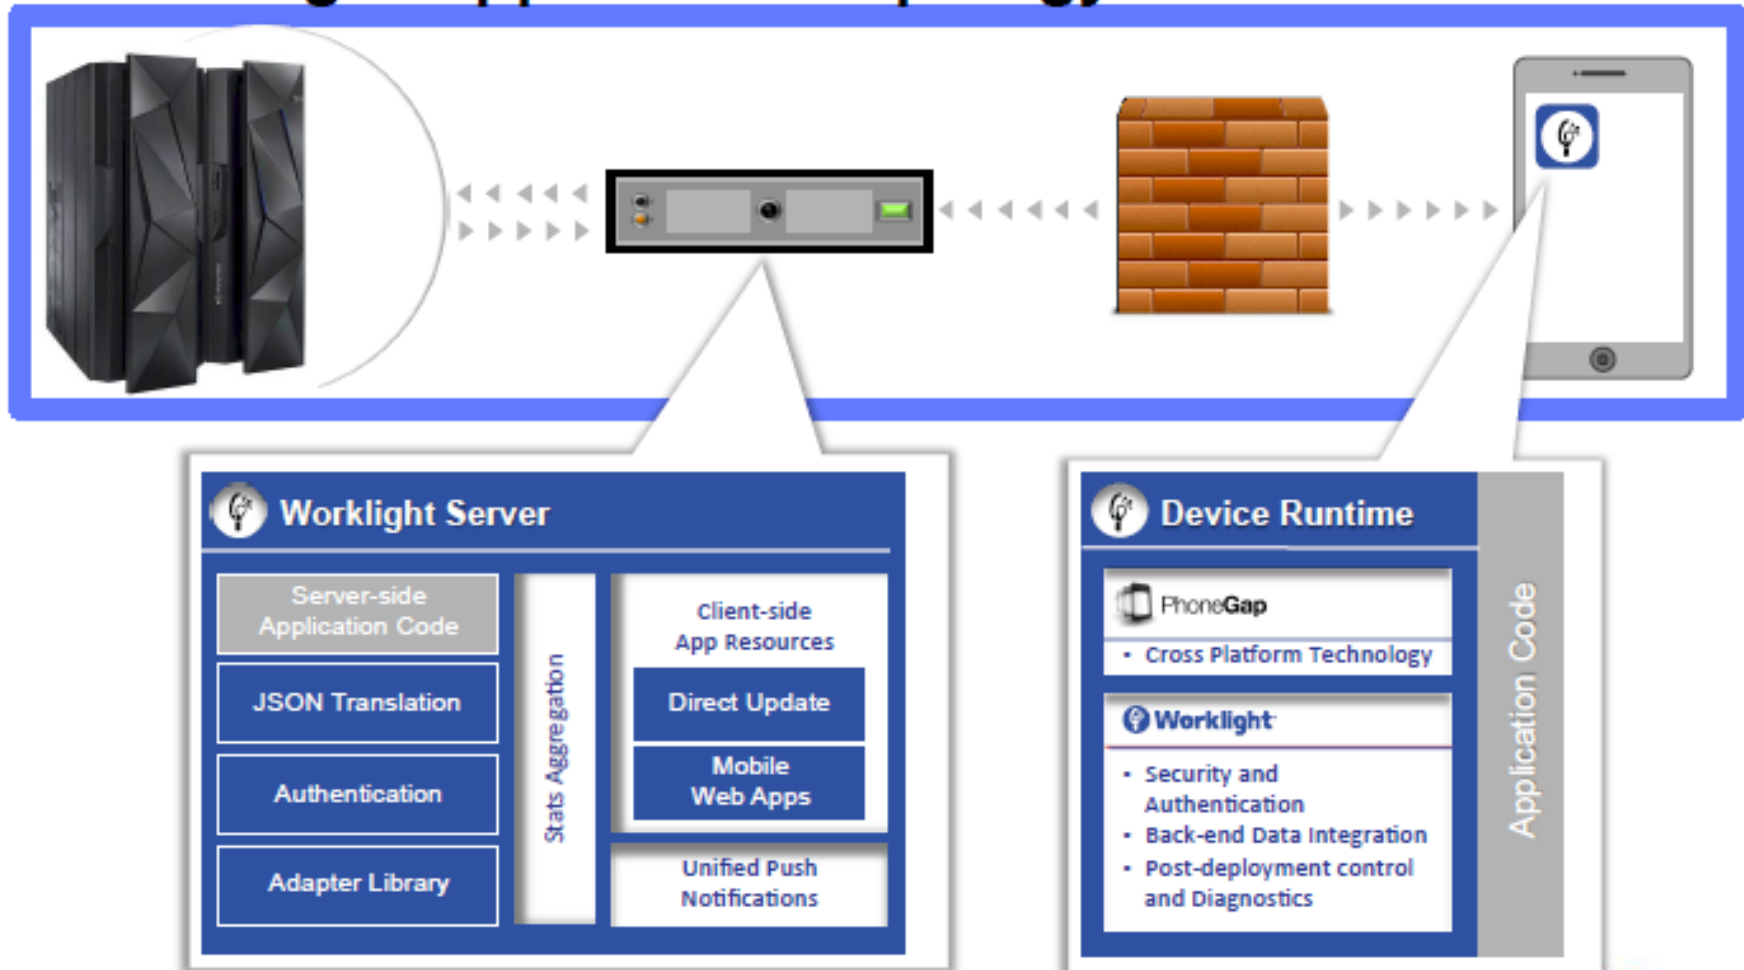 Worklight Server
Server-side
Application Code
JSON Translation
Authentication
Adapter Library
Stats Aggregation
Client-side
App Resources
Direct Update
Mobile
Web Apps
Unified Push
Notifications
Device Runtime
PhoneGap
• Cross Platform Technology
Worklight
• Security and
Authentication
• Back-end Data Integration
• Post-deployment control
and Diagnostics
Application Code